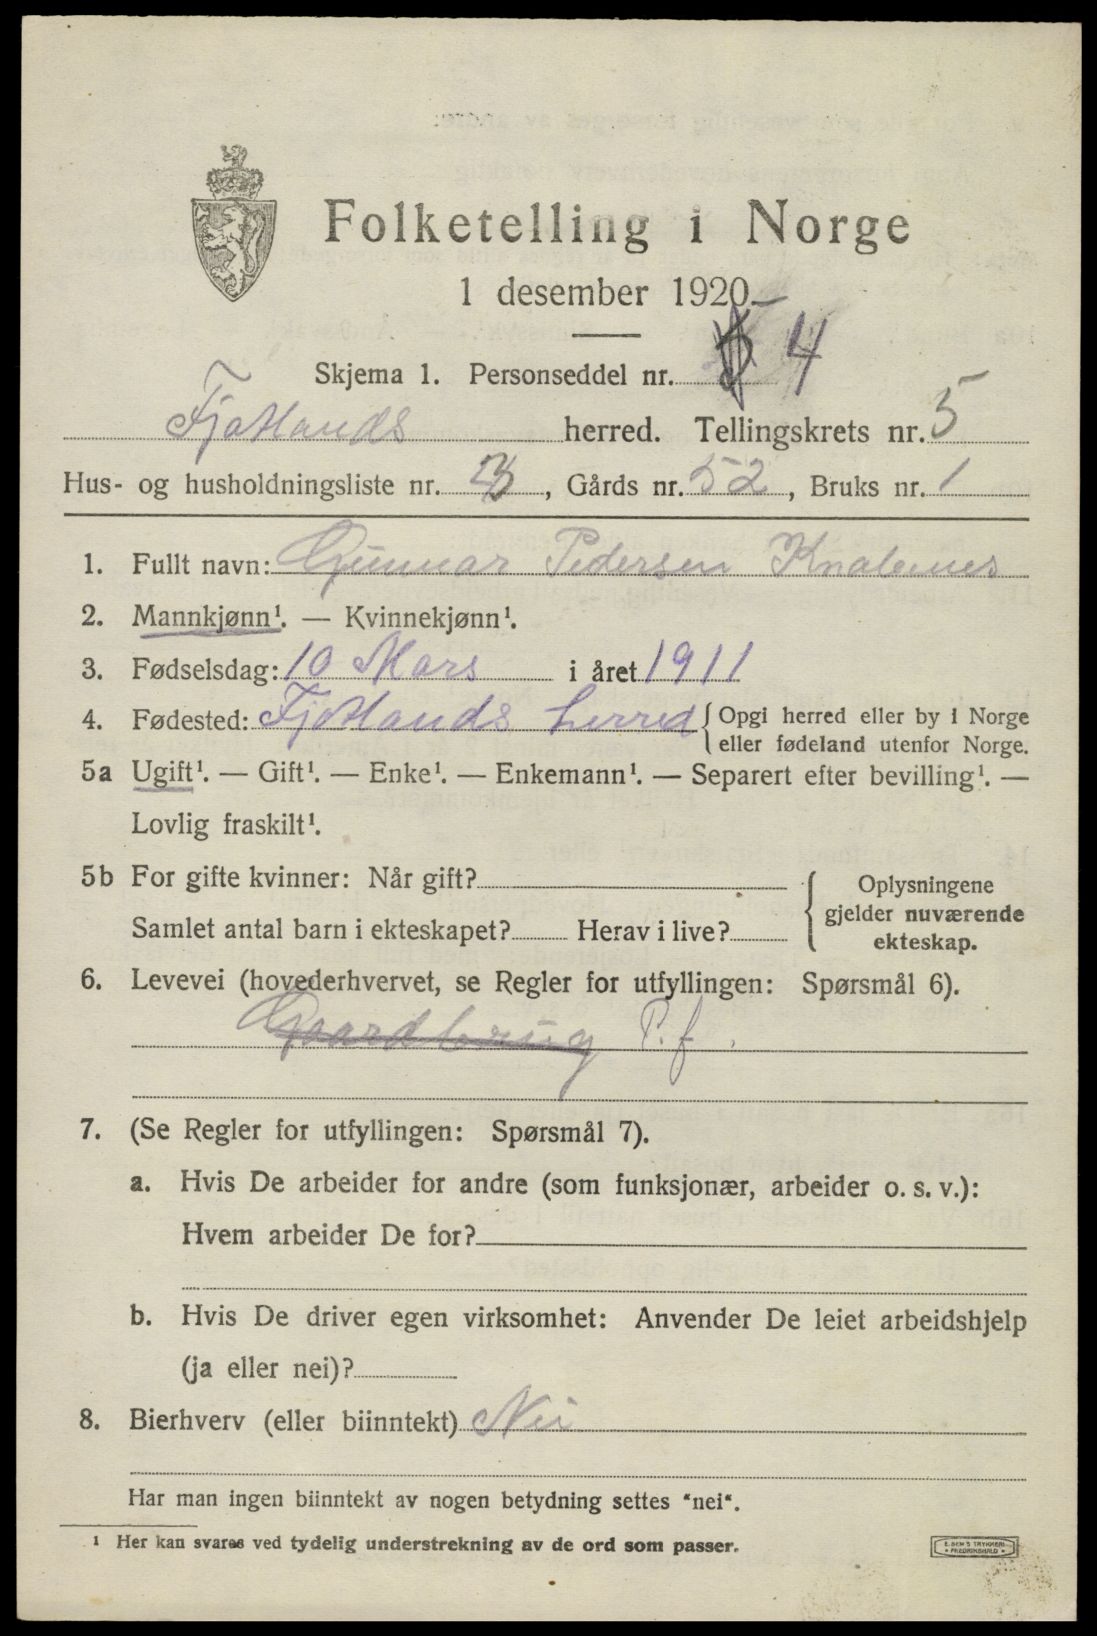 Folketelling i Norge
1 desember 1920.
Skjema 1. Personseddel nr. 4
Fjotlands herred. Tellingskrets nr. 5
Hus- og husholdningsliste nr. 3, Gårds nr. 52, Bruks nr. 1
1. Fullt navn: Gunnar Pedersen Knabenes
2. Mannkjønn¹. — Kvinnekjønn¹.
3. Fødselsdag: 10 Mars i året 1911
4. Fødested: Fjotlands herred { Opgi herred eller by i Norge
eller fødeland utenfor Norge.
5a Ugift¹. — Gift¹. — Enke¹. — Enkemann¹. — Separert efter bevilling¹. —
Lovlig fraskilt¹.
5b For gifte kvinner: Når gift?
Samlet antal barn i ekteskapet? Herav i live?
{ Oplysningene
gjelder nuværende
ekteskap.
6. Levevei (hovederhvervet, se Regler for utfyllingen: Spørsmål 6).
Gaardbrug P. f.
7. (Se Regler for utfyllingen: Spørsmål 7).
a. Hvis De arbeider for andre (som funksjonær, arbeider o. s. v.):
Hvem arbeider De for?
b. Hvis De driver egen virksomhet: Anvender De leiet arbeidshjelp
(ja eller nei)?
8. Bierhverv (eller biinntekt) Nei
Har man ingen biinntekt av nogen betydning settes "nei".
¹ Her kan svares ved tydelig understrekning av de ord som passer.
E. SEM'S TRYKKERI
FREDRIKSHALD